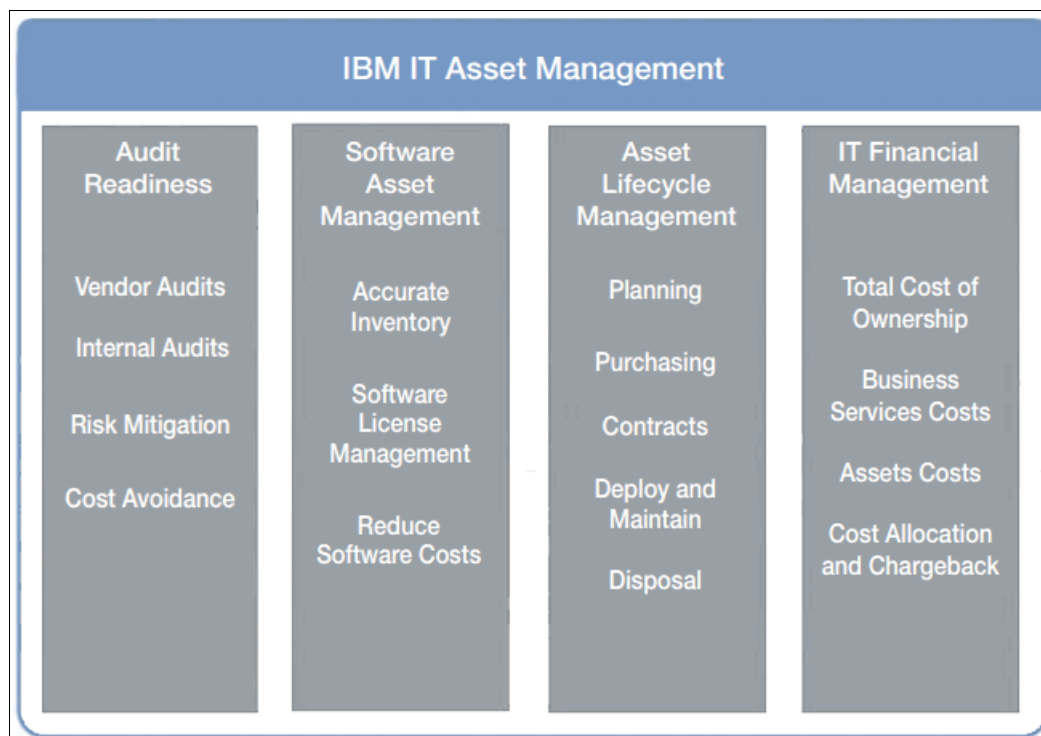 IBM IT Asset Management
Audit
Readiness
Vendor Audits
Internal Audits
Risk Mitigation
Cost Avoidance
Software
Asset
Management
Accurate
Inventory
Software
License
Management
Reduce
Software Costs
Asset
Lifecycle
Management
Planning
Purchasing
Contracts
Deploy and
Maintain
Disposal
IT Financial
Management
Total Cost of
Ownership
Business
Services Costs
Assets Costs
Cost Allocation
and Chargeback